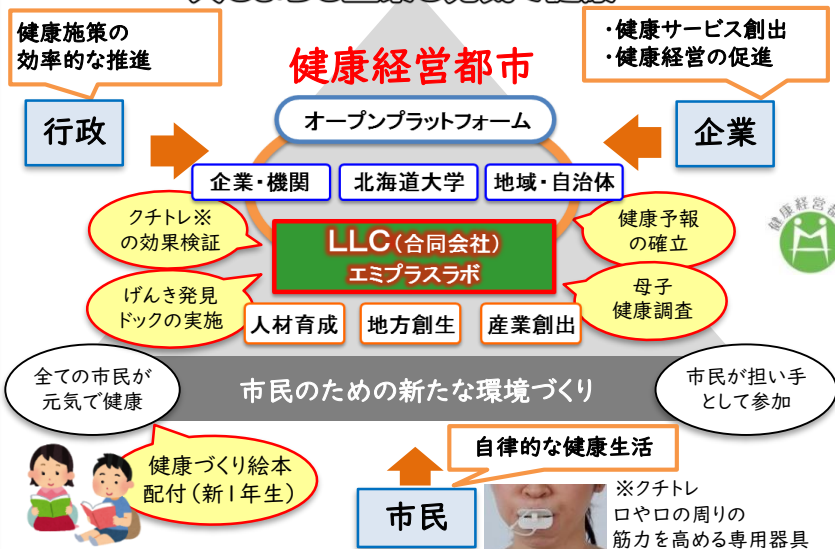 健康施策の
効率的な推進
・健康サービス創出
・健康経営の促進
健康経営都市
行政
オープンプラットフォーム
企業
企業・機関
北海道大学
地域・自治体
クチトレ※
の効果検証
LLC(合同会社)
エミプラスラボ
健康予報
の確立
げんき発見
ドックの実施
母子
健康調査
人材育成
地方創生
産業創出
全ての市民が
元気で健康
市民のための新たな環境づくり
市民が担い手
として参加
健康づくり絵本
配付(新1年生)
自律的な健康生活
市民
※クチトレ
口や口の周りの
筋力を高める専用器具